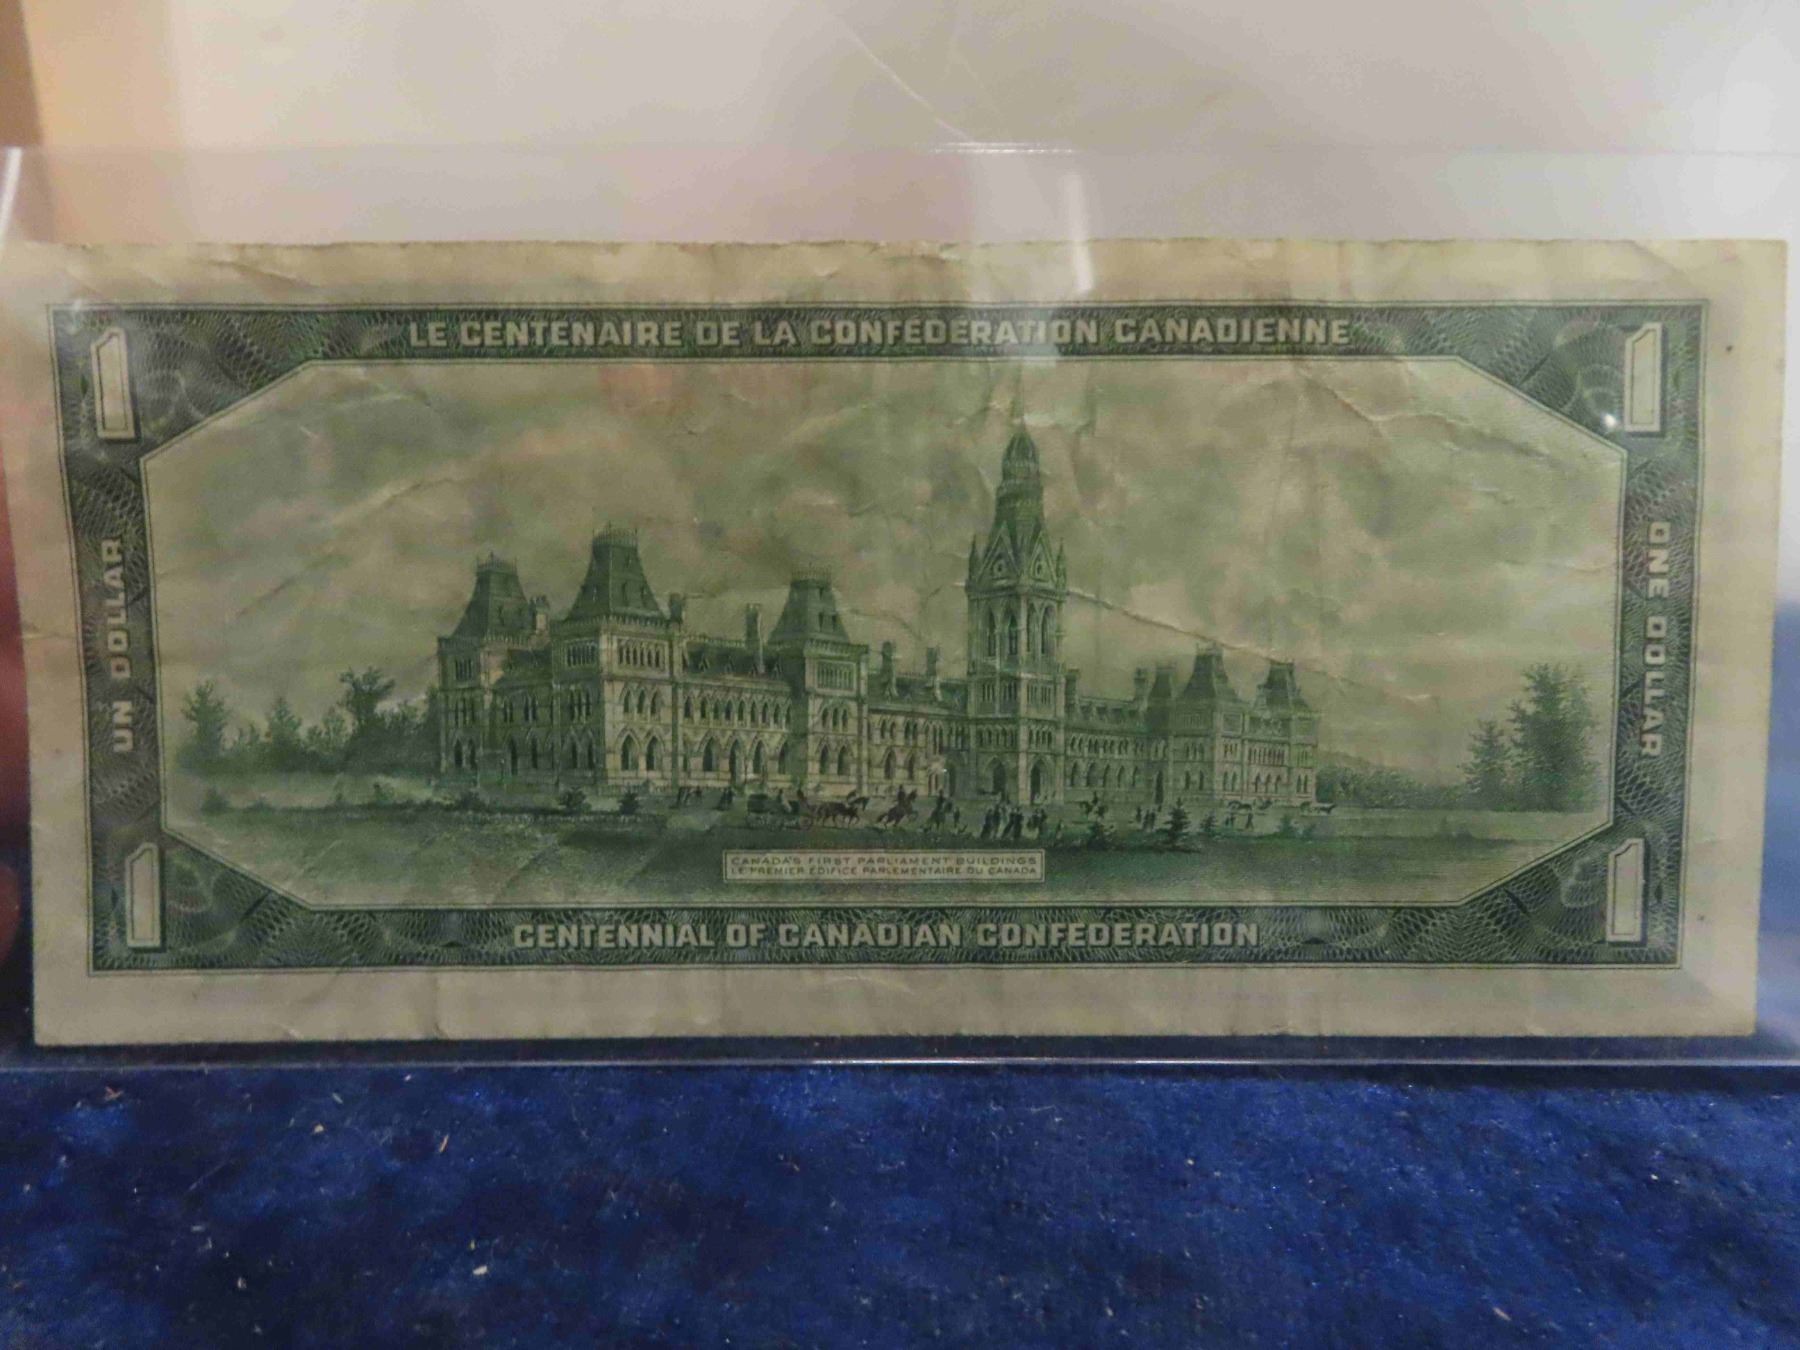 LE CENTENAIRE DE LA CONFÉDÉRATION CANADIENNE
1
1
UN DOLLAR
ONE DOLLAR
CANADA'S FIRST PARLIAMENT BUILDINGS
LE PREMIER ÉDIFICE PARLEMENTAIRE DU CANADA
1
1
CENTENNIAL OF CANADIAN CONFEDERATION